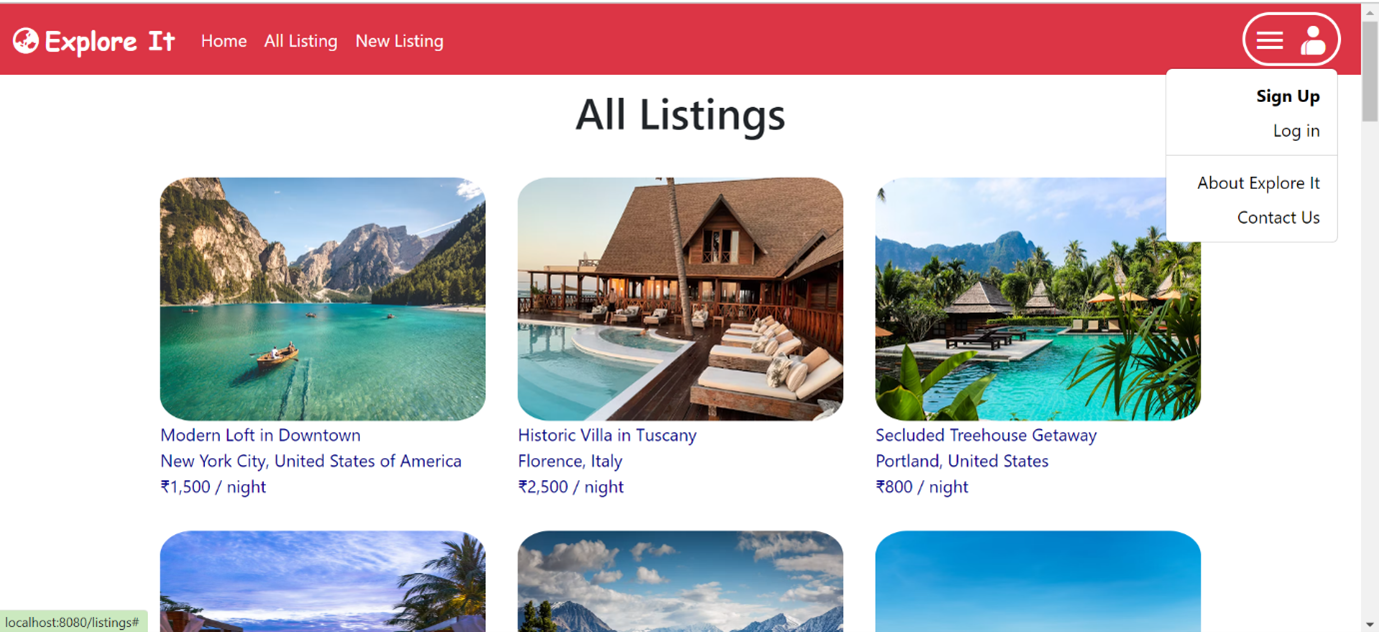 Explore It Home All Listing New Listing
Sign Up
Log in
About Explore It
Contact Us
All Listings
Modern Loft in Downtown
New York City, United States of America
₹1,500 / night
Historic Villa in Tuscany
Florence, Italy
₹2,500 / night
Secluded Treehouse Getaway
Portland, United States
₹800 / night
localhost:8080/listings#